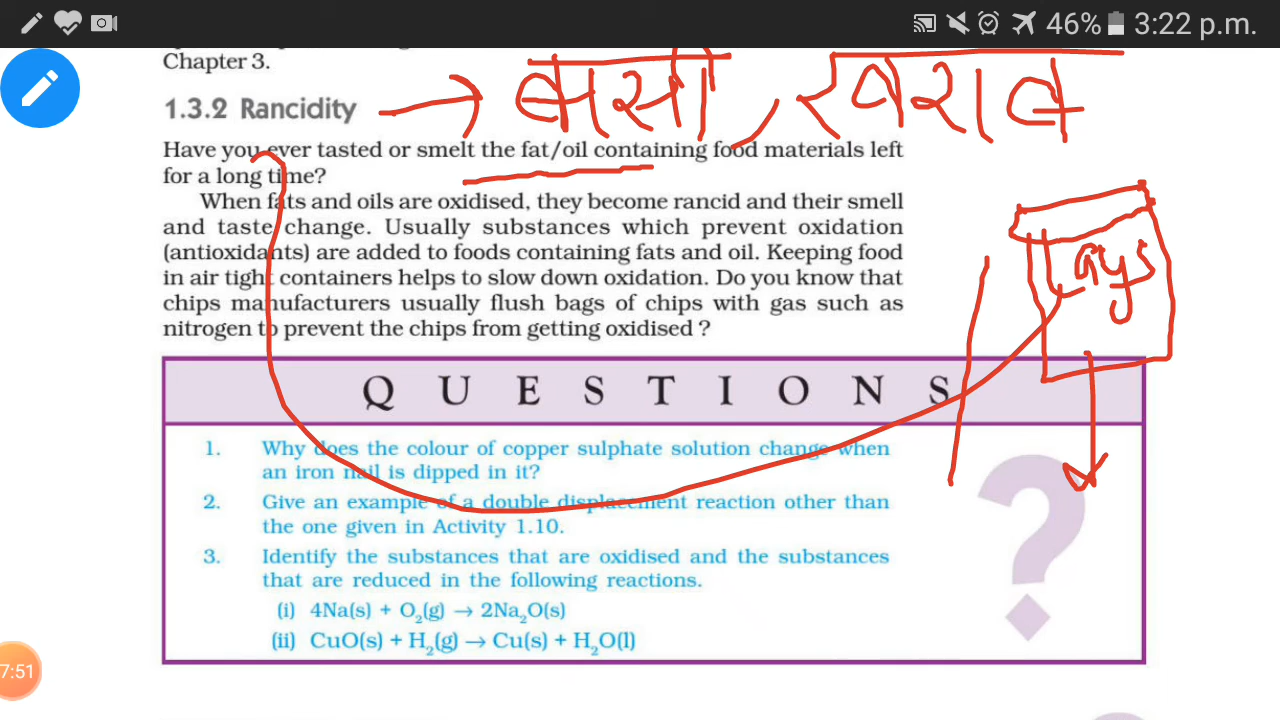 46% 3:22 p.m.
Chapter 3.
1.3.2 Rancidity → बासी, खराब
Have you ever tasted or smelt the fat/oil containing food materials left
for a long time?
When fats and oils are oxidised, they become rancid and their smell
and taste change. Usually substances which prevent oxidation
(antioxidants) are added to foods containing fats and oil. Keeping food
in air tight containers helps to slow down oxidation. Do you know that
chips manufacturers usually flush bags of chips with gas such as
nitrogen to prevent the chips from getting oxidised ?
Lays
QUESTIONS
1. Why does the colour of copper sulphate solution change when
an iron nail is dipped in it?
2. Give an example of a double displacement reaction other than
the one given in Activity 1.10.
3. Identify the substances that are oxidised and the substances
that are reduced in the following reactions.
(i) 4Na(s) + O₂(g) → 2Na₂O(s)
(ii) CuO(s) + H₂(g) → Cu(s) + H₂O(l)
?
7:51